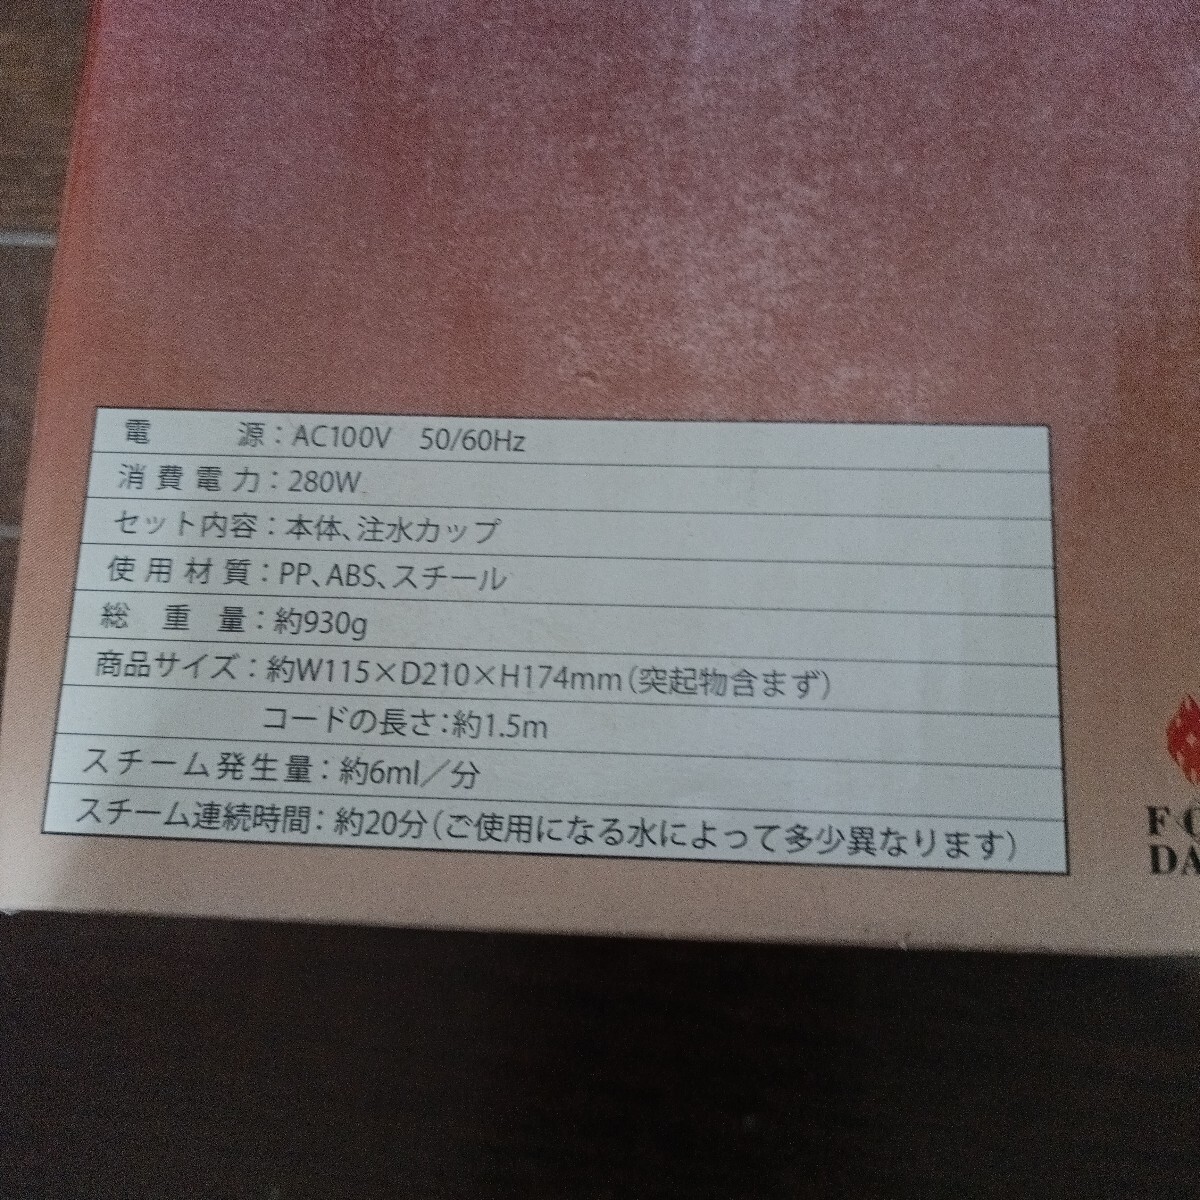 電源：AC100V 50/60Hz
消費電力：280W
セット内容：本体、注水カップ
使用材質：PP、ABS、スチール
総重量：約930g
商品サイズ：約W115×D210×H174mm（突起物含まず）
コードの長さ：約1.5m
スチーム発生量：約6ml／分
スチーム連続時間：約20分（ご使用になる水によって多少異なります）